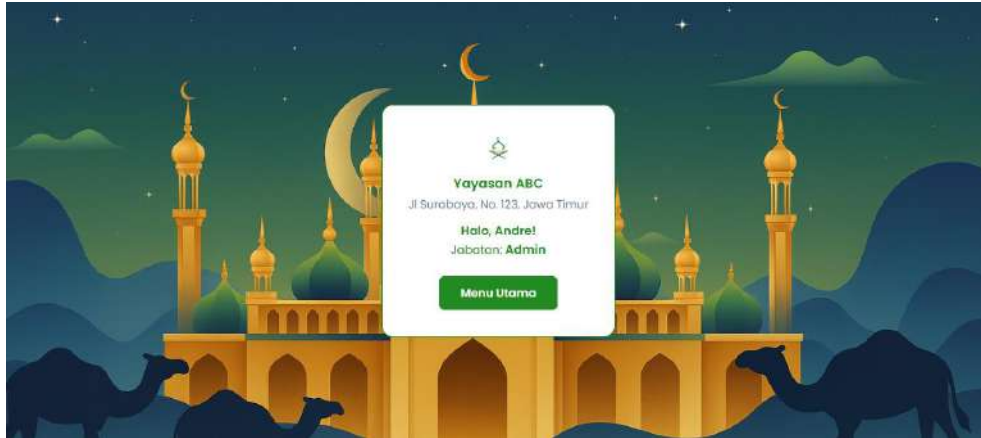 Yayasan ABC
Jl Surabaya, No. 123, Jawa Timur
Halo, Andre!
Jabatan: Admin
Menu Utama